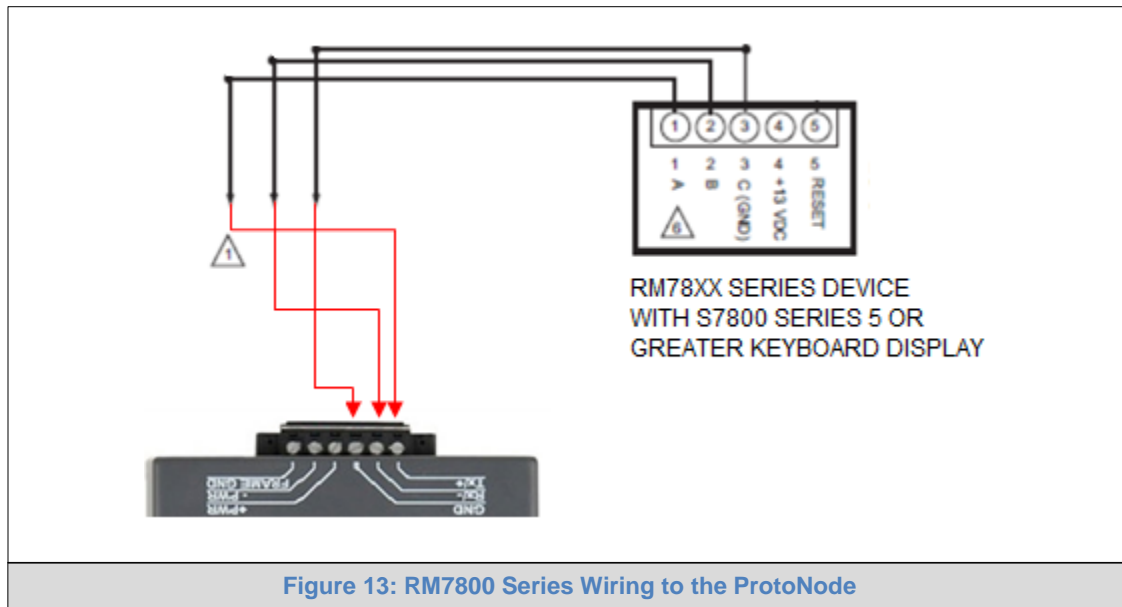 1 2 3 4 5
1 2 3 4 5
A B C (GND) +13 VDC RESET
6
1
RM78XX SERIES DEVICE
WITH S7800 SERIES 5 OR
GREATER KEYBOARD DISPLAY
FRAME GND
- PWR
+PWR
Tx/+
Rx/-
GND
Figure 13: RM7800 Series Wiring to the ProtoNode